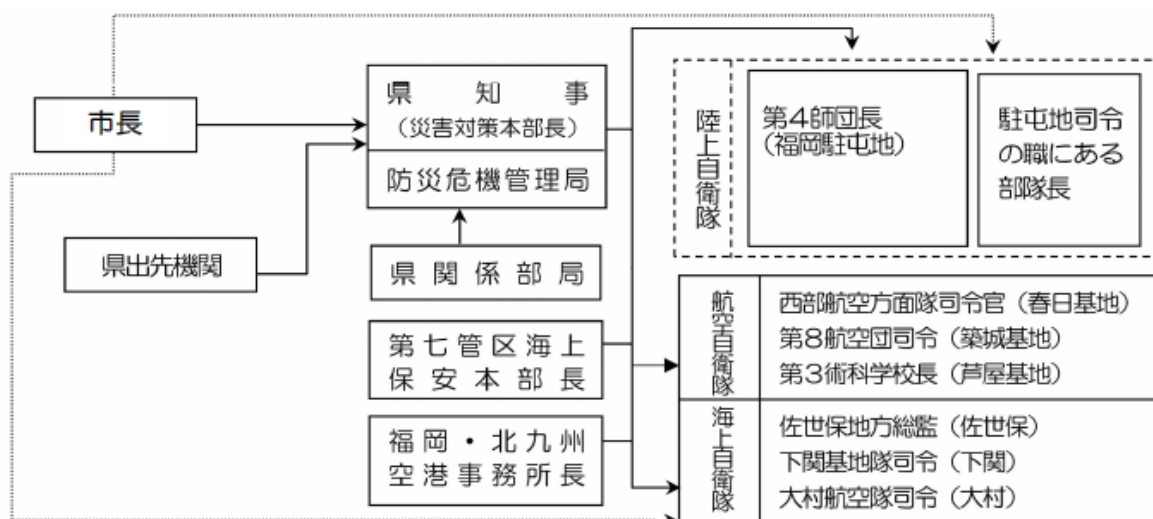 市長
県知事
（災害対策本部長）
防災危機管理局
県出先機関
県関係部局
第七管区海上
保安本部長
福岡・北九州
空港事務所長
陸上自衛隊
第４師団長
（福岡駐屯地）
駐屯地司令
の職にある
部隊長
航空自衛隊
西部航空方面隊司令官（春日基地）
第８航空団司令（築城基地）
第３術科学校長（芦屋基地）
海上自衛隊
佐世保地方総監（佐世保）
下関基地隊司令（下関）
大村航空隊司令（大村）